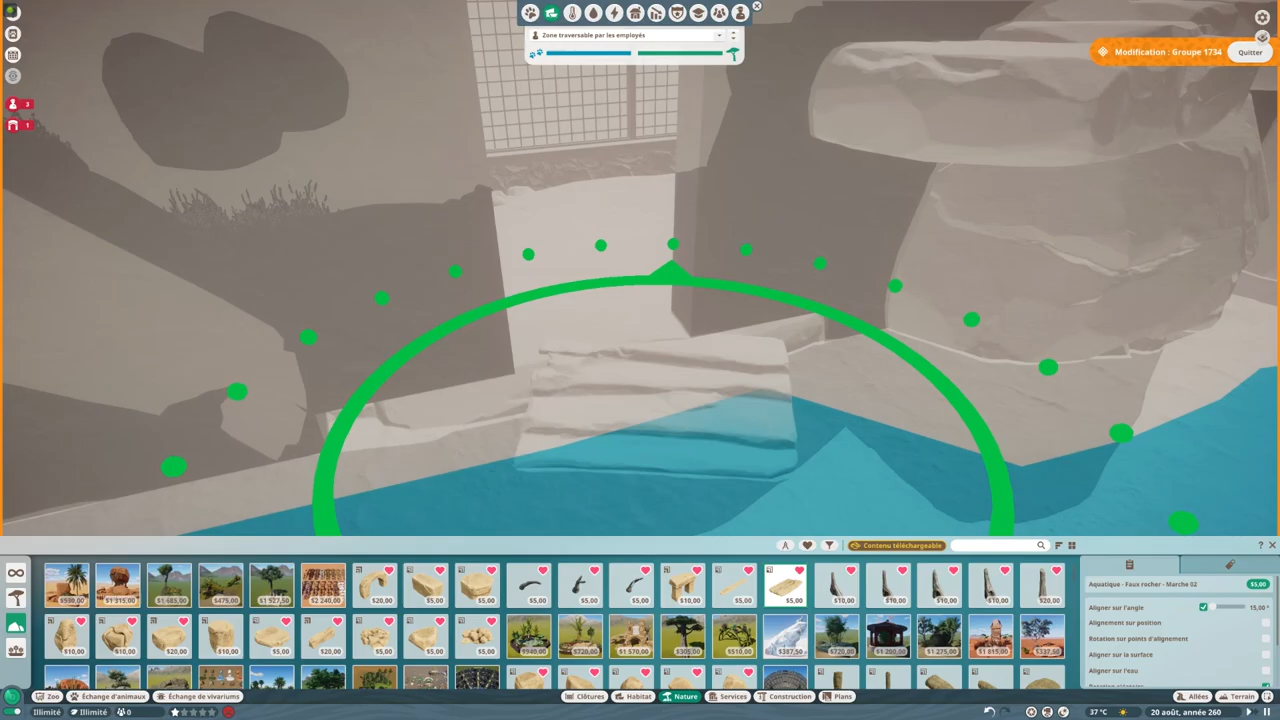 Zone traversable par les employés
Modification : Groupe 1734
Quitter
3
1
Contenu téléchargeable
$530,00
$1 315,00
$1 485,00
$475,00
$1 527,50
$2 240,00
$20,00
$5,00
$5,00
$5,00
$5,00
$5,00
$10,00
$5,00
$5,00
$10,00
$10,00
$10,00
$10,00
$20,00
$10,00
$10,00
$20,00
$10,00
$5,00
$20,00
$5,00
$5,00
$5,00
$940,00
$720,00
$1 570,00
$305,00
$510,00
$387,50
$720,00
$1 200,00
$1 275,00
$1 815,00
$337,50
Aquatique - Faux rocher - Marche 02
$5,00
Aligner sur l'angle
15,00 °
Alignement sur position
Rotation sur points d'alignement
Aligner sur la surface
Aligner sur l'eau
Zoo
Échange d'animaux
Échange de vivariums
Clôtures
Habitat
Nature
Services
Construction
Plans
Allées
Terrain
Illimité
Illimité
0
37 °C
20 août, année 260